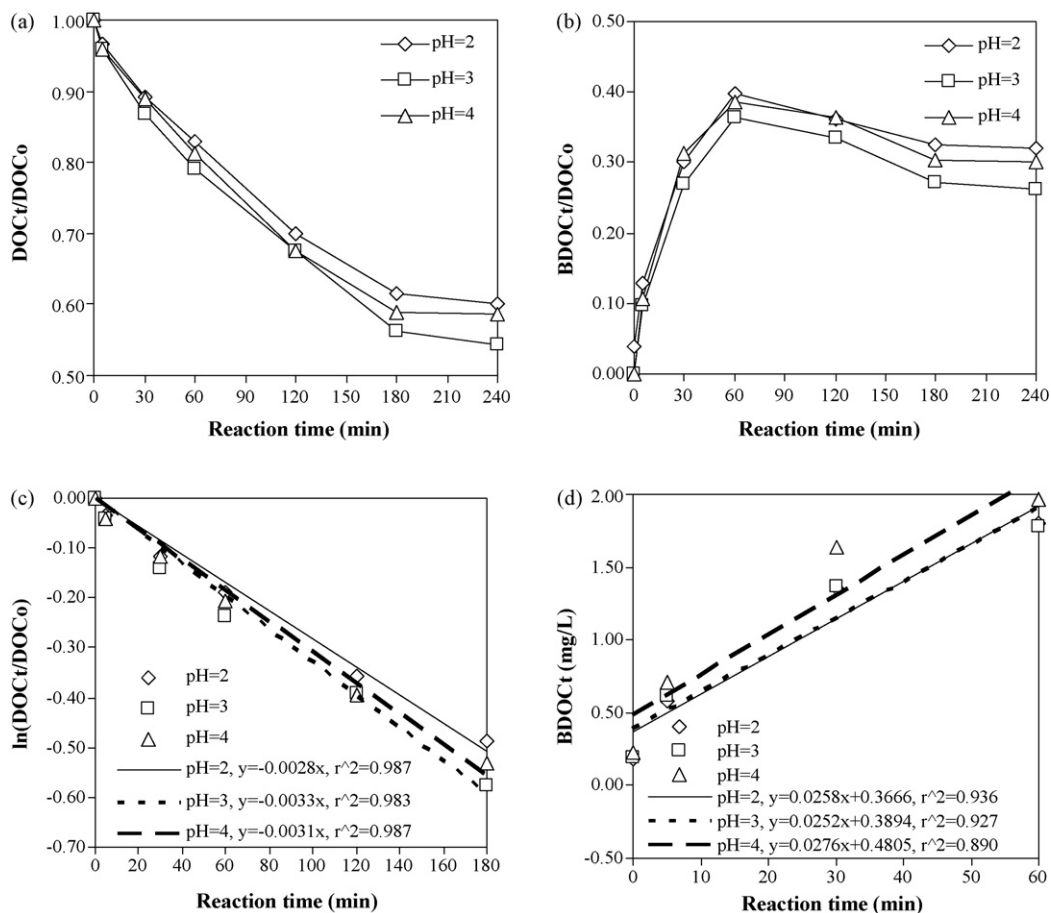 (a)
1.00
0.90
0.80
0.70
0.60
0.50
DOCt/DOCo
pH=2
pH=3
pH=4
0 30 60 90 120 150 180 210 240
Reaction time (min)
(b)
0.50
0.40
0.30
0.20
0.10
0.00
BDOCt/DOCo
pH=2
pH=3
pH=4
0 30 60 90 120 150 180 210 240
Reaction time (min)
(c)
0.00
-0.10
-0.20
-0.30
-0.40
-0.50
-0.60
-0.70
ln(DOCt/DOCo)
pH=2
pH=3
pH=4
pH=2, y=-0.0028x, r^2=0.987
pH=3, y=-0.0033x, r^2=0.983
pH=4, y=-0.0031x, r^2=0.987
0 20 40 60 80 100 120 140 160 180
Reaction time (min)
(d)
2.00
1.50
1.00
0.50
0.00
-0.50
BDOCt (mg/L)
pH=2
pH=3
pH=4
pH=2, y=0.0258x+0.3666, r^2=0.936
pH=3, y=0.0252x+0.3894, r^2=0.927
pH=4, y=0.0276x+0.4805, r^2=0.890
0 10 20 30 40 50 60
Reaction time (min)